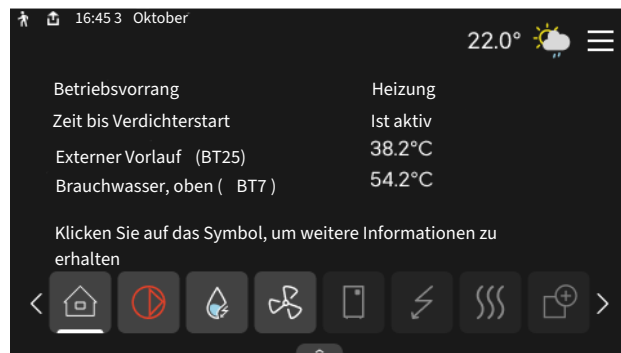 16:45 3 Oktober
22.0°
Betriebsvorrang Heizung
Zeit bis Verdichterstart Ist aktiv
Externer Vorlauf (BT25) 38.2°C
Brauchwasser, oben ( BT7 ) 54.2°C
Klicken Sie auf das Symbol, um weitere Informationen zu
erhalten